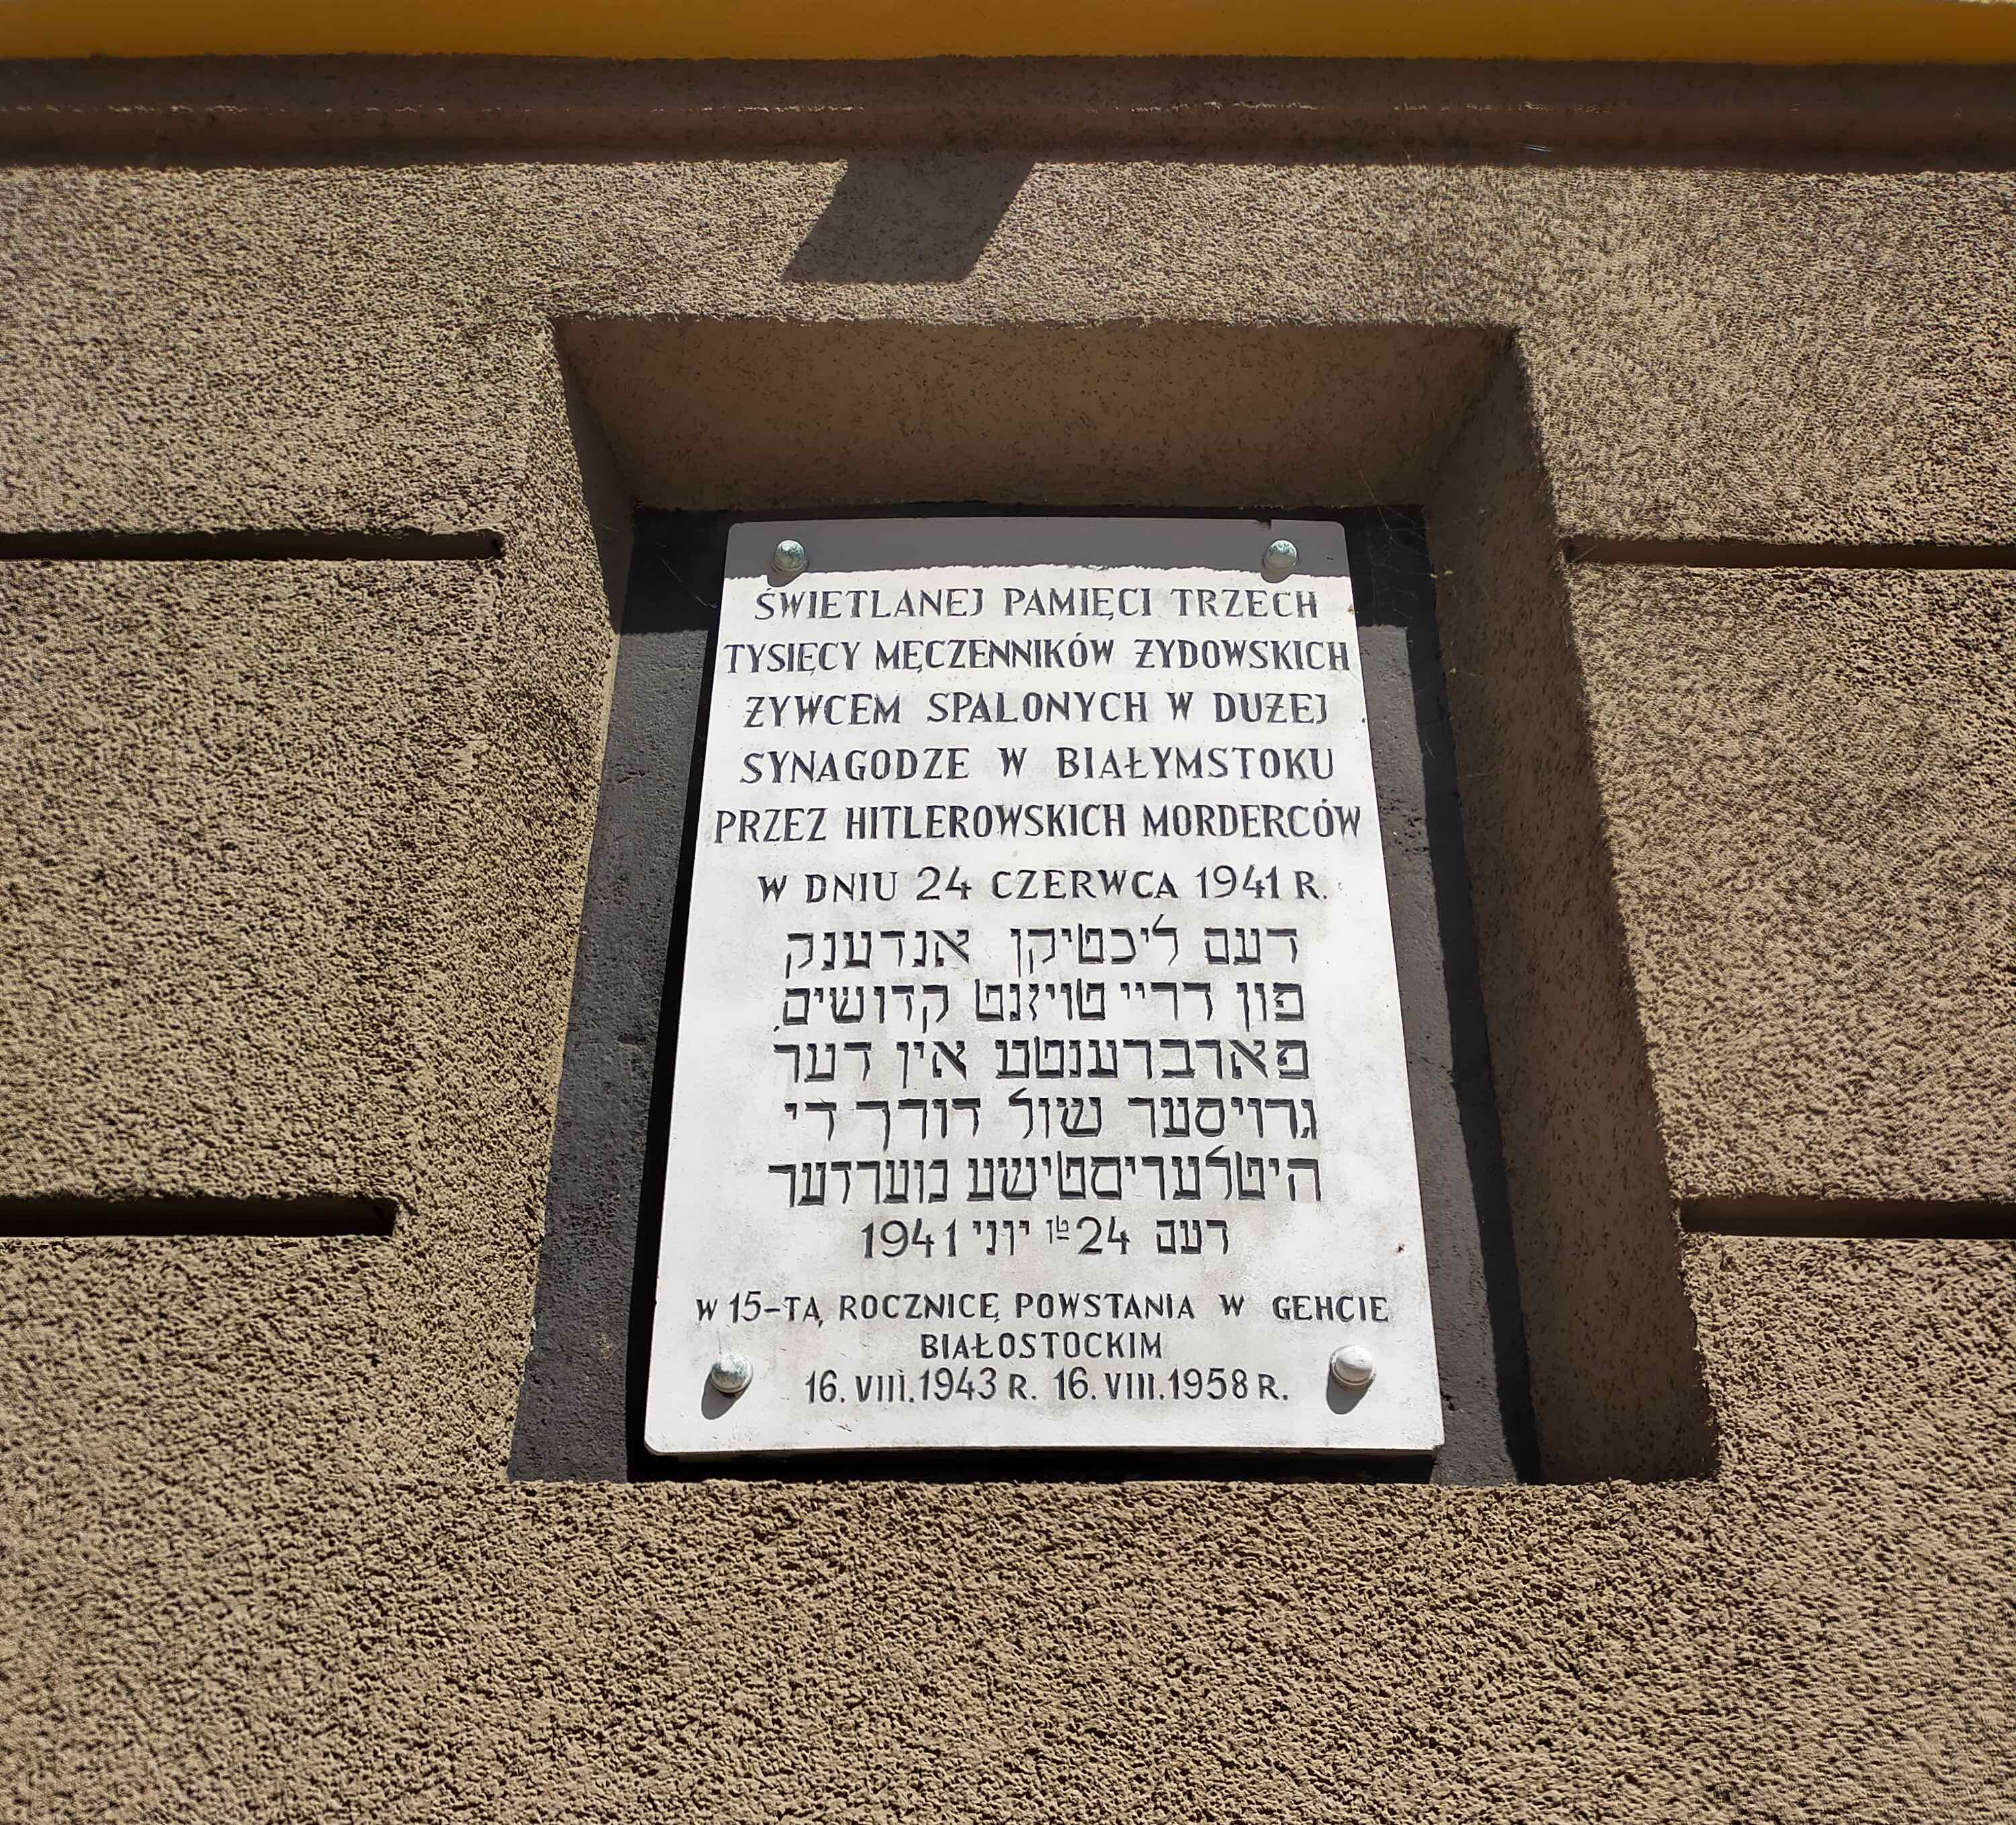 ŚWIETLANEJ PAMIĘCI TRZECH
TYSIĘCY MĘCZENNIKÓW ŻYDOWSKICH
ŻYWCEM SPALONYCH W DUŻEJ
SYNAGODZE W BIAŁYMSTOKU
PRZEZ HITLEROWSKICH MORDERCÓW
W DNIU 24 CZERWCA 1941 R.
דעם ליכטיקן אנדענק
פון דריי טויזנט קדושים
פארברענטע אין דער
גרויסער שול דורך די
היטלעריסטישע מערדער
דעם 24טן יוני 1941
W 15-TĄ ROCZNICĘ POWSTANIA W GEHCIE
BIAŁOSTOCKIM
16. VIII. 1943 R. 16. VIII. 1958 R.